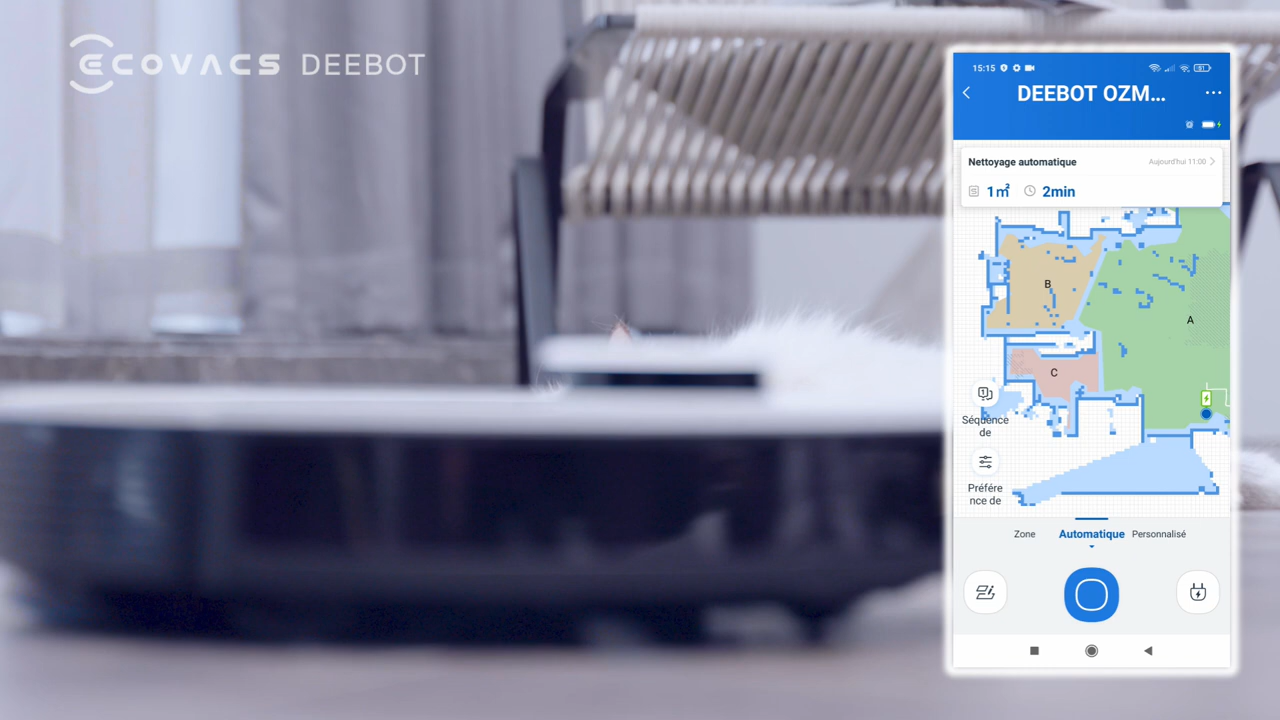 ECOVACS DEEBOT
15:15
DEEBOT OZM...
Nettoyage automatique
Aujourd'hui 11:00
1㎡
2min
B
A
C
1
Séquence
de
Préfére
nce de
Zone
Automatique
Personnalisé